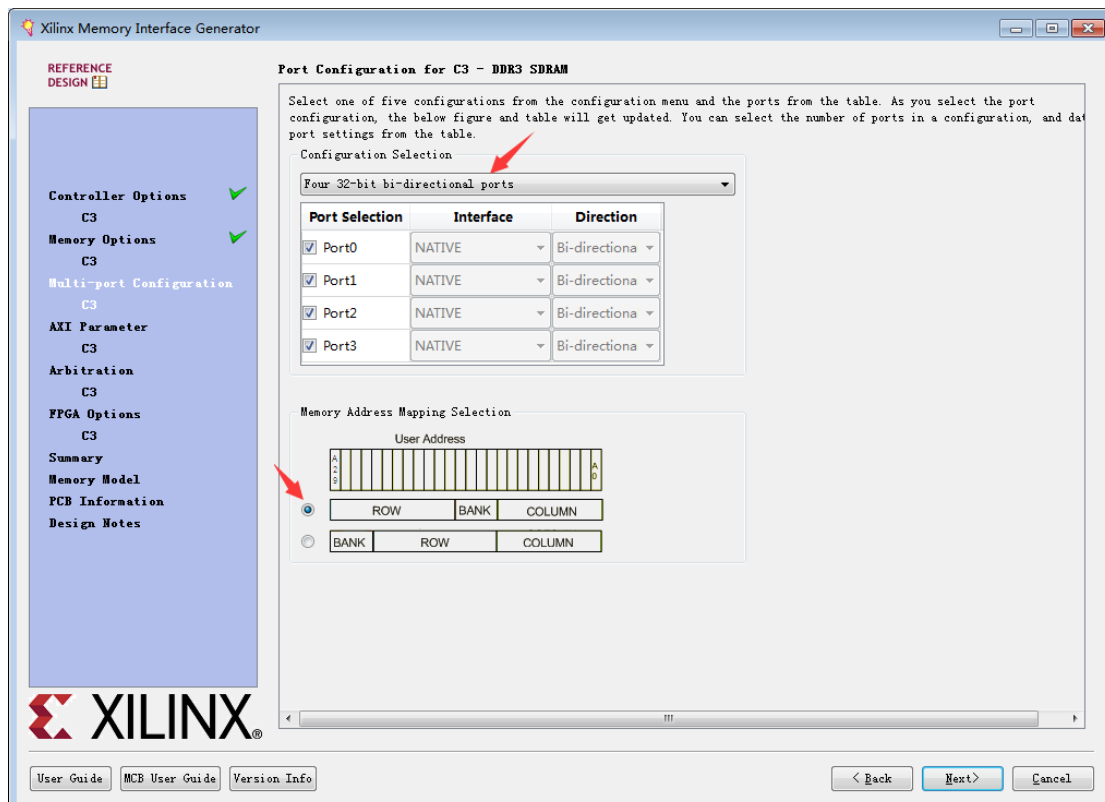 Xilinx Memory Interface Generator
REFERENCE
DESIGN
Controller Options
C3
Memory Options
C3
Multi-port Configuration
C3
AXI Parameter
C3
Arbitration
C3
FPGA Options
C3
Summary
Memory Model
PCB Information
Design Notes
XILINX®
Port Configuration for C3 - DDR3 SDRAM
Select one of five configurations from the configuration menu and the ports from the table. As you select the port
configuration, the below figure and table will get updated. You can select the number of ports in a configuration, and dat
port settings from the table.
Configuration Selection
Four 32-bit bi-directional ports
Port Selection Interface Direction
Port0 NATIVE Bi-directiona
Port1 NATIVE Bi-directiona
Port2 NATIVE Bi-directiona
Port3 NATIVE Bi-directiona
Memory Address Mapping Selection
User Address
A29 A0
ROW BANK COLUMN
BANK ROW COLUMN
User Guide MCB User Guide Version Info < Back Next> Cancel